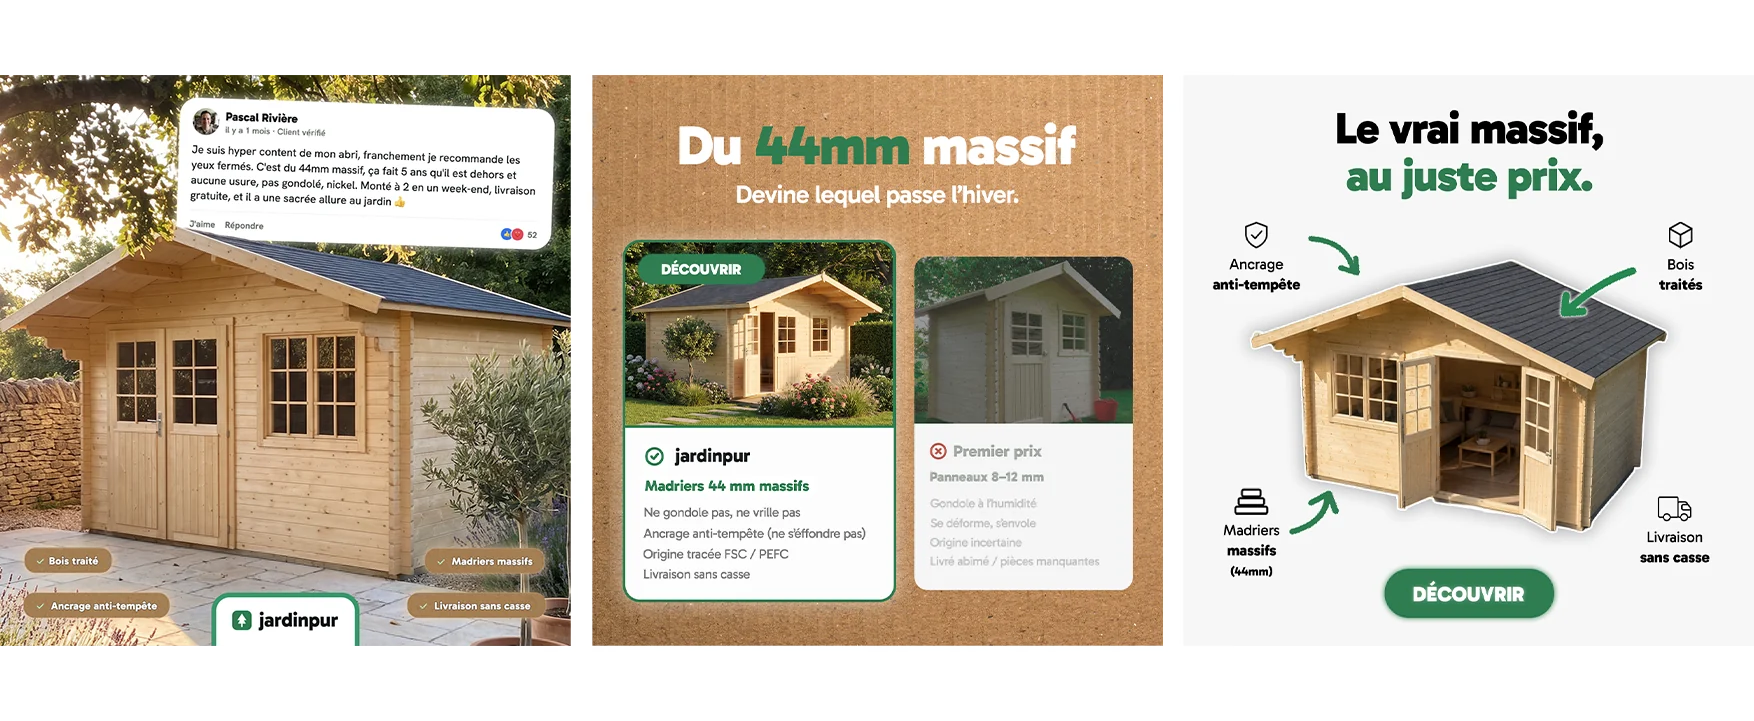 Pascal Rivière
il y a 1 mois · Client vérifié
Je suis hyper content de mon abri, franchement je recommande les
yeux fermés. C'est du 44mm massif, ça fait 5 ans qu'il est dehors et
aucune usure, pas gondolé, nickel. Monté à 2 en un week-end, livraison
gratuite, et il a une sacrée allure au jardin 👍
J'aime Répondre
52
✓ Bois traité
✓ Madriers massifs
✓ Ancrage anti-tempête
✓ Livraison sans casse
jardinpur
Du 44mm massif
Devine lequel passe l'hiver.
DÉCOUVRIR
jardinpur
Madriers 44 mm massifs
Ne gondole pas, ne vrille pas
Ancrage anti-tempête (ne s'éffondre pas)
Origine tracée FSC / PEFC
Livraison sans casse
Premier prix
Panneaux 8–12 mm
Gondole à l'humidité
Se déforme, s'envole
Origine incertaine
Livré abîmé / pièces manquantes
Le vrai massif,
au juste prix.
Ancrage
anti-tempête
Bois
traités
Madriers
massifs
(44mm)
Livraison
sans casse
DÉCOUVRIR